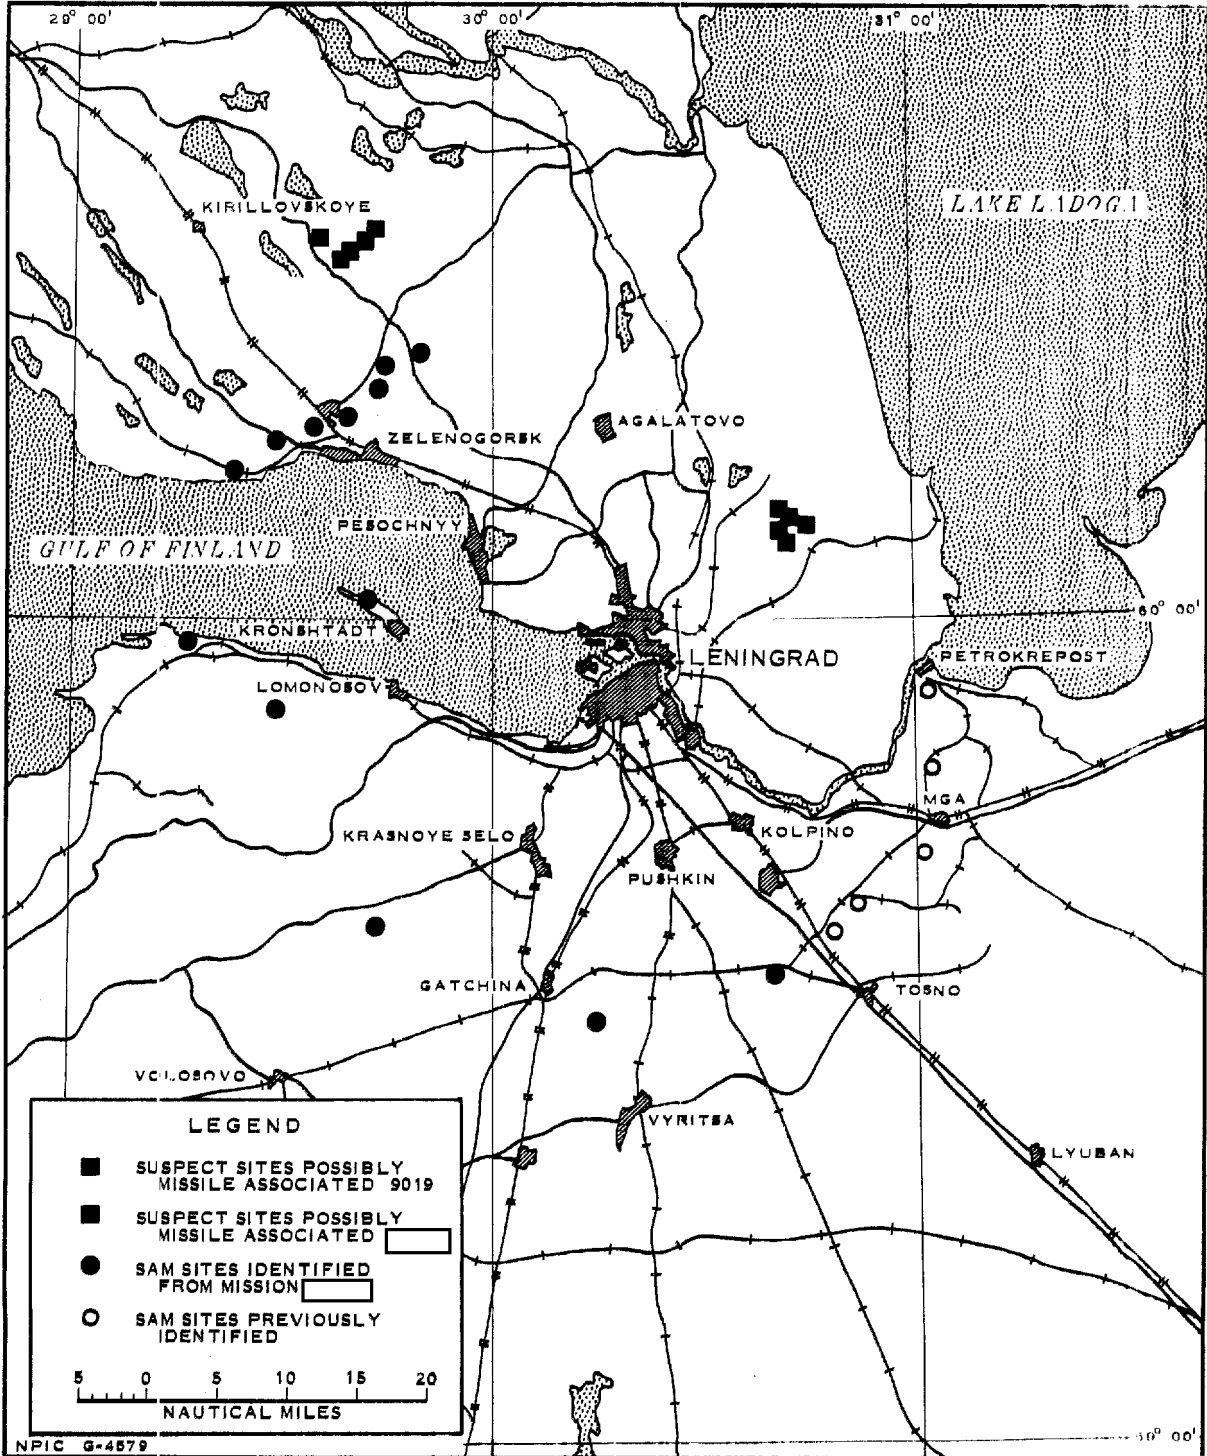 29° 00'
30° 00'
31° 00'
LAKE LADOGA
KIRILLOVSKOYE
AGALATOVO
ZELENOGORSK
PESOCHNYY
GULF OF FINLAND
60° 00'
KRONSHTADT
LENINGRAD
PETROKREPOST
LOMONOSOV
MGA
KRASNOYE SELO
KOLPINO
PUSHKIN
GATCHINA
TOSNO
VOLOSOVO
VYRITSA
LYUBAN
LEGEND
SUSPECT SITES POSSIBLY
MISSILE ASSOCIATED 9019
SUSPECT SITES POSSIBLY
MISSILE ASSOCIATED
SAM SITES IDENTIFIED
FROM MISSION
SAM SITES PREVIOUSLY
IDENTIFIED
5 0 5 10 15 20
NAUTICAL MILES
NPIC G-4579